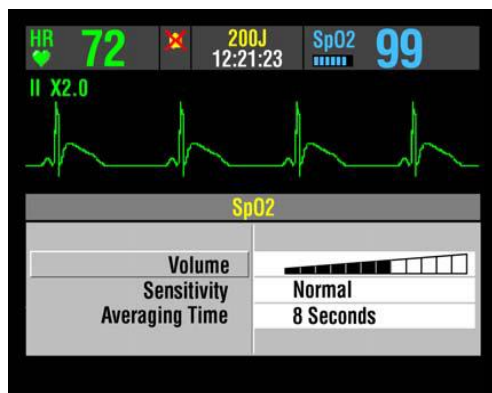 HR 72 200J SpO2 99
12:21:23
II X2.0
SpO2
Volume
Sensitivity Normal
Averaging Time 8 Seconds